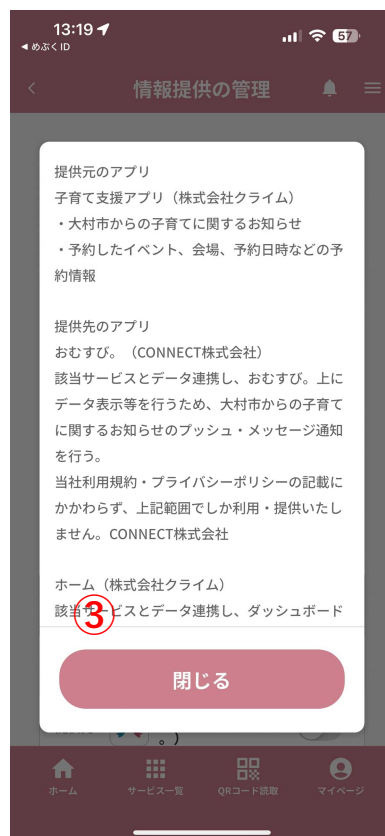 13:19
57
◀ めぶくID
情報提供の管理
提供元のアプリ
子育て支援アプリ（株式会社クライム）
・大村市からの子育てに関するお知らせ
・予約したイベント、会場、予約日時などの予
約情報
提供先のアプリ
おむすび。（CONNECT株式会社）
該当サービスとデータ連携し、おむすび。上に
データ表示等を行うため、大村市からの子育て
に関するお知らせのプッシュ・メッセージ通知
を行う。
当社利用規約・プライバシーポリシーの記載に
かかわらず、上記範囲でしか利用・提供いたし
ません。CONNECT株式会社
ホーム（株式会社クライム）
該当サービスとデータ連携し、ダッシュボード
③
閉じる
。）
ホーム
サービス一覧
QRコード読取
マイページ